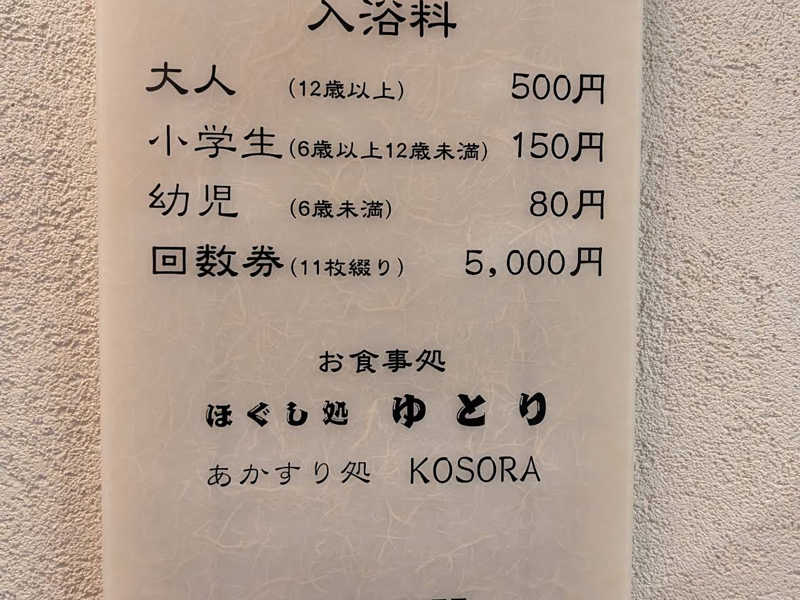 入浴料
大人 (12歳以上) 500円
小学生(6歳以上12歳未満) 150円
幼児 (6歳未満) 80円
回数券(11枚綴り) 5,000円
お食事処
ほぐし処 ゆとり
あかすり処 KOSORA